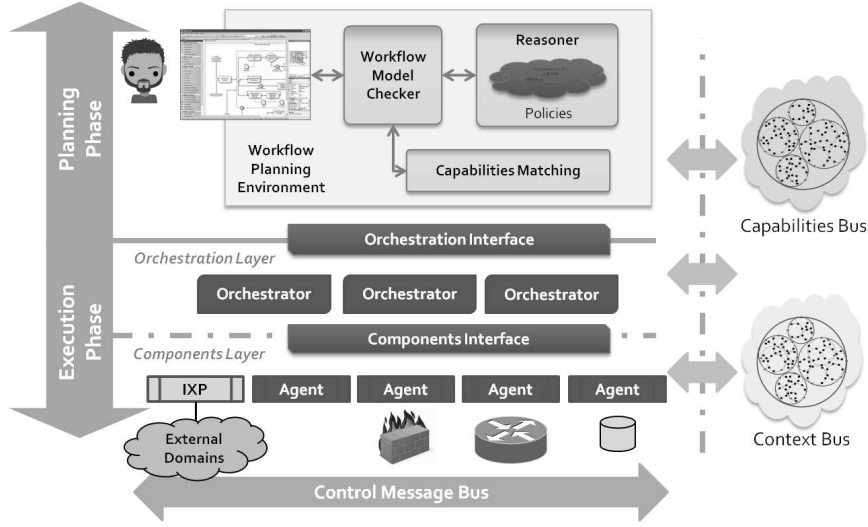 Planning
Phase
Workflow
Model
Checker
Reasoner
Policies
Workflow
Planning
Environment
Capabilities Matching
Capabilities Bus
Orchestration Interface
Orchestration Layer
Orchestrator
Orchestrator
Orchestrator
Execution
Phase
Components Interface
Components Layer
IXP
Agent
Agent
Agent
Agent
External
Domains
Context Bus
Control Message Bus